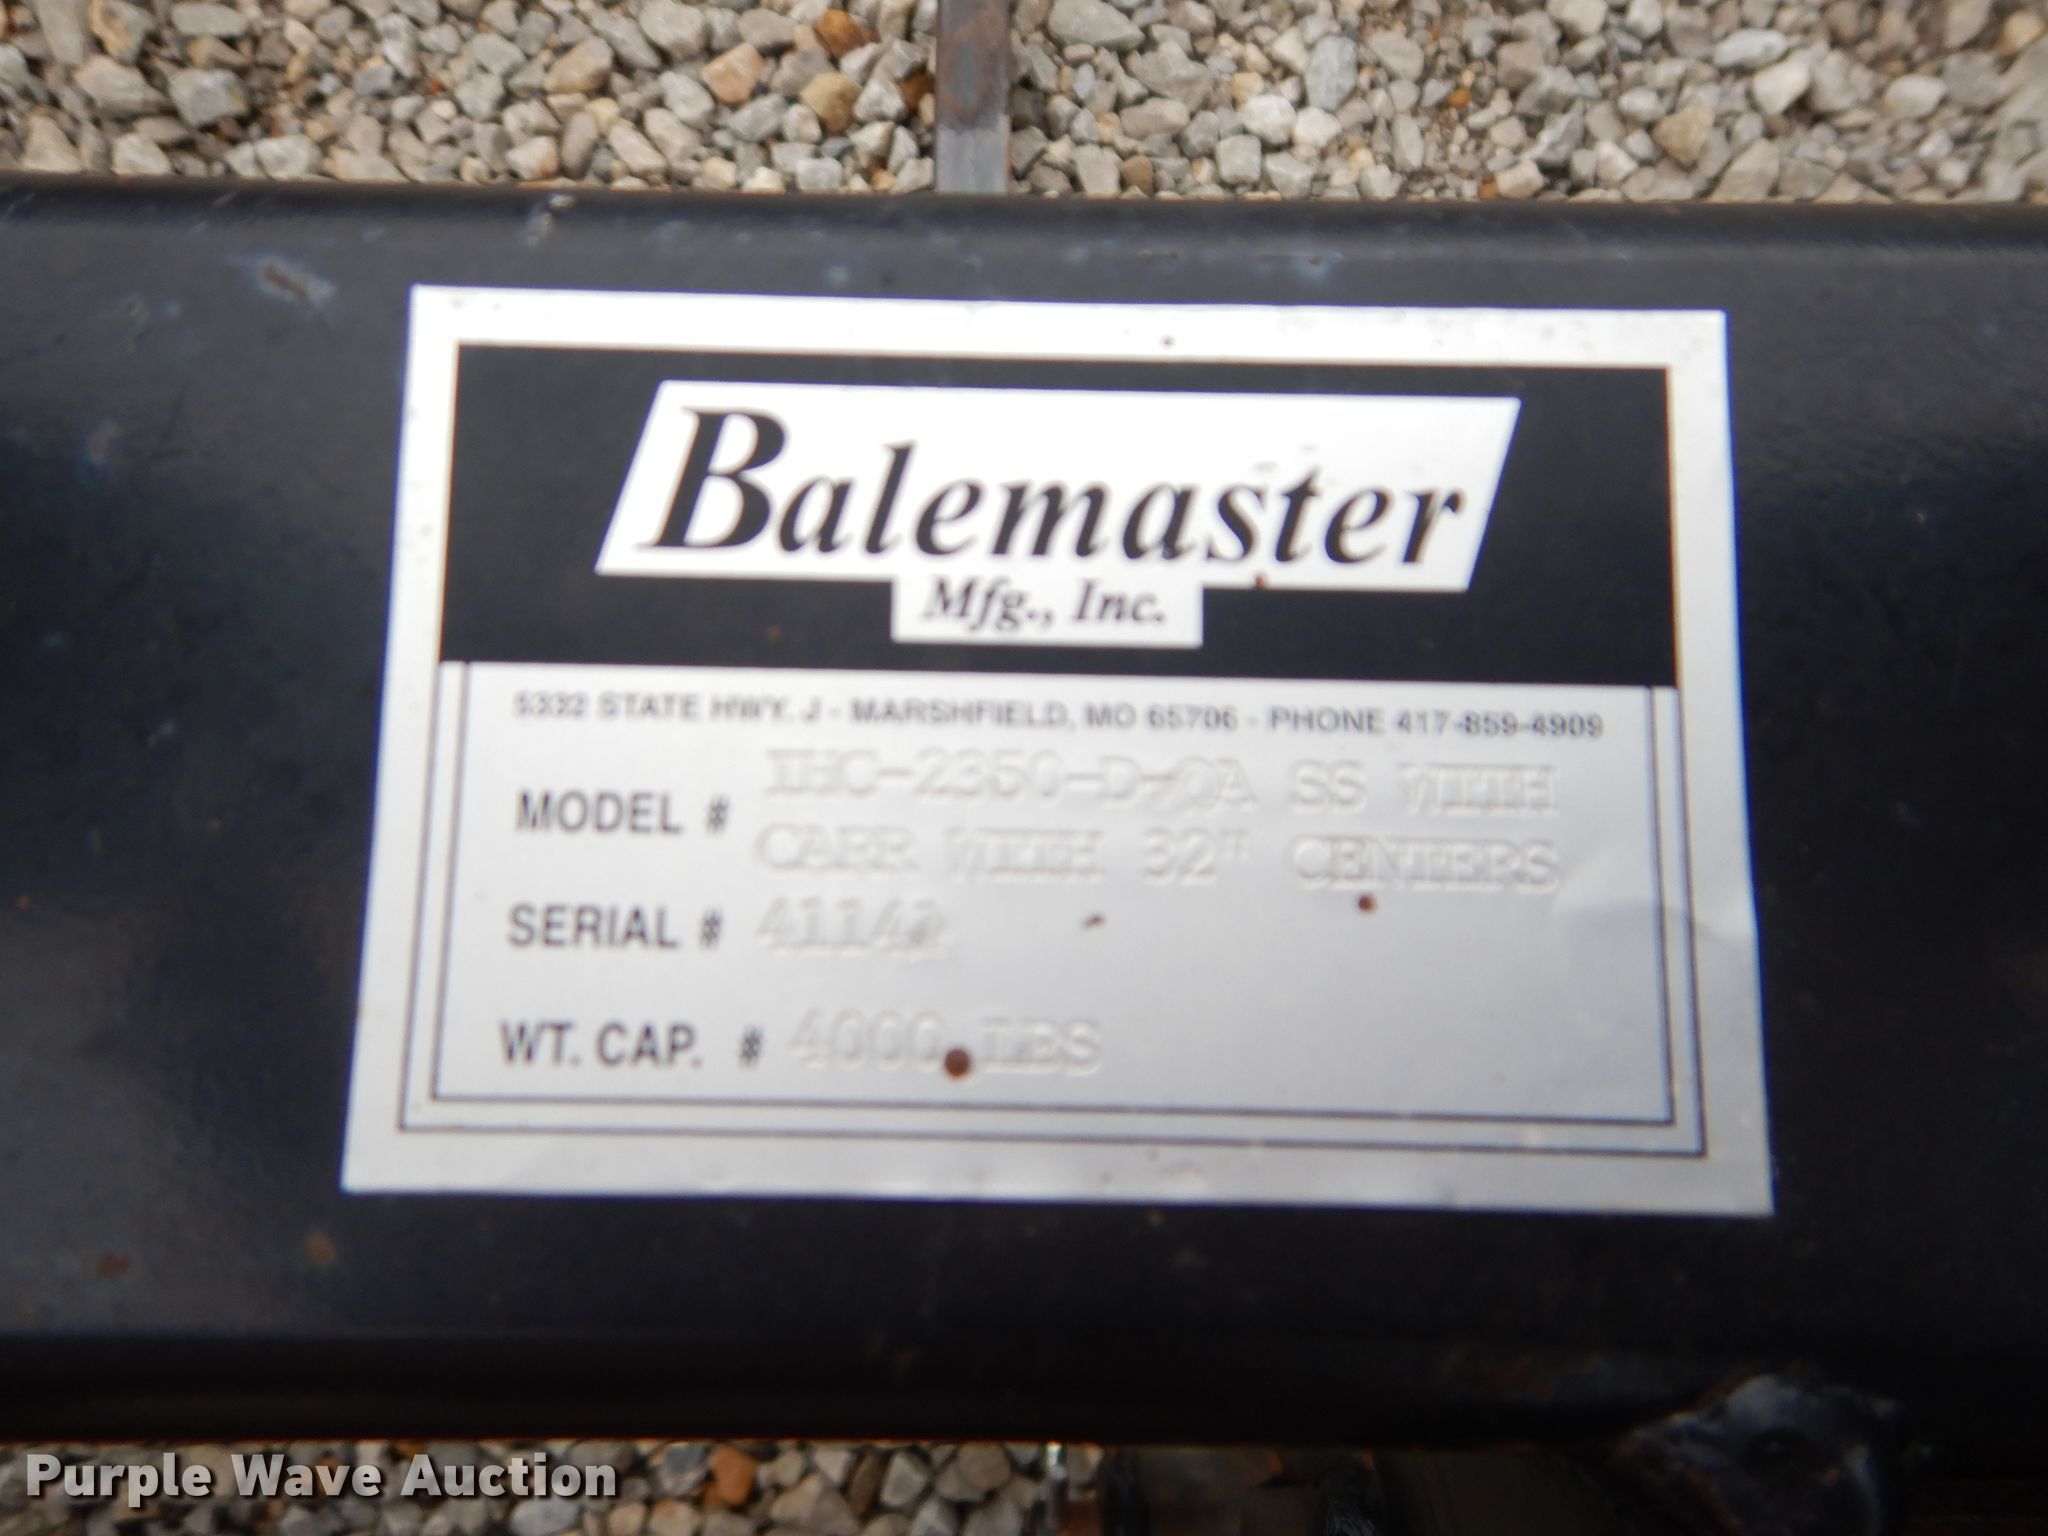 Balemaster
Mfg., Inc.
5332 STATE HWY. J - MARSHFIELD, MO 65706 - PHONE 417-859-4909
MODEL # IHC-2350-D-QA SS WITH
CARR WITH 32" CENTERS
SERIAL #
WT. CAP. # 4000 LBS
Purple Wave Auction